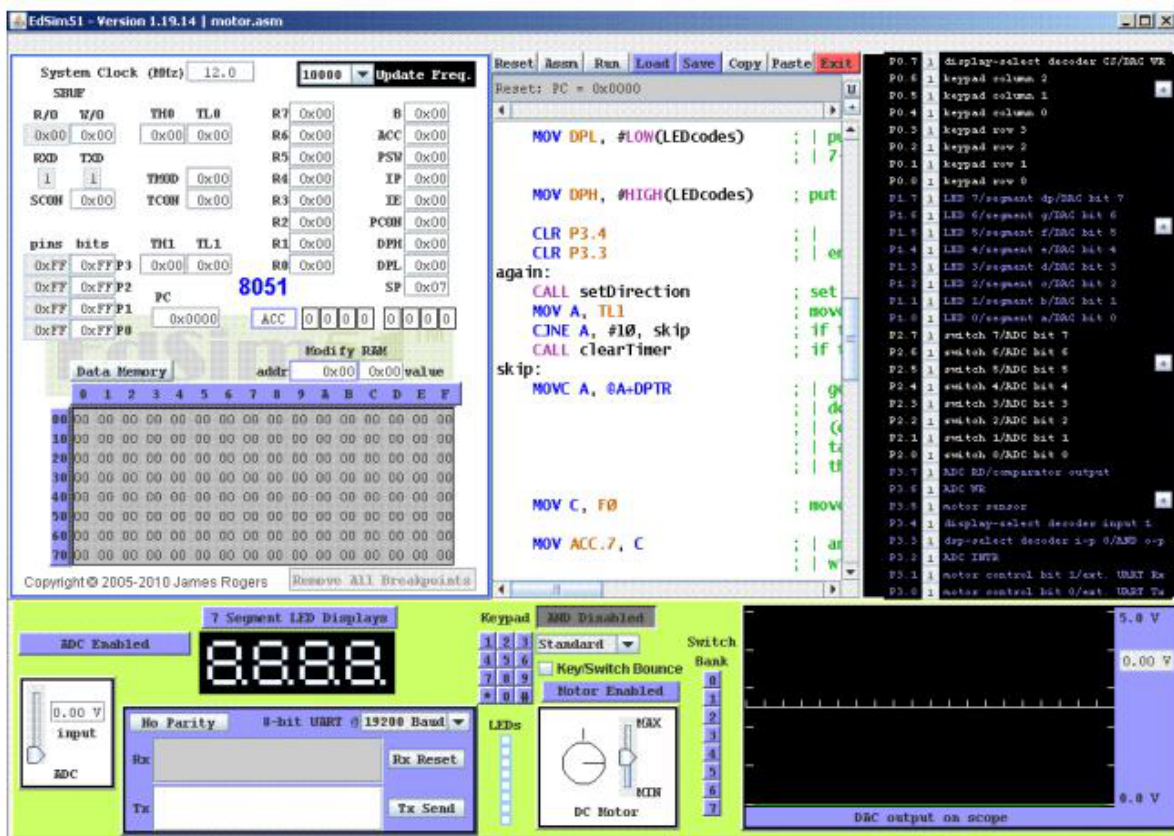 EdSim51 - Version 1.19.14 | motor.asm
System Clock (MHz) 12.0
10000 Update Freq.
SBUF
R/O W/O TH0 TL0 R7 0x00 B 0x00
0x00 0x00 0x00 0x00 R6 0x00 ACC 0x00
RXD TXD R5 0x00 PSW 0x00
1 1 TMOD 0x00 R4 0x00 IP 0x00
SCON 0x00 TCON 0x00 R3 0x00 IE 0x00
R2 0x00 PCON 0x00
pins bits TH1 TL1 R1 0x00 DPH 0x00
0xFF 0xFF P3 0x00 0x00 R0 0x00 DPL 0x00
0xFF 0xFF P2 PC 8051 SP 0x07
0xFF 0xFF P1 0x0000 ACC 0 0 0 0 0 0 0 0
0xFF 0xFF P0
Modify RAM
Data Memory addr 0x00 0x00 value
0 1 2 3 4 5 6 7 8 9 A B C D E F
00 00 00 00 00 00 00 00 00 00 00 00 00 00 00 00 00
10 00 00 00 00 00 00 00 00 00 00 00 00 00 00 00 00
20 00 00 00 00 00 00 00 00 00 00 00 00 00 00 00 00
30 00 00 00 00 00 00 00 00 00 00 00 00 00 00 00 00
40 00 00 00 00 00 00 00 00 00 00 00 00 00 00 00 00
50 00 00 00 00 00 00 00 00 00 00 00 00 00 00 00 00
60 00 00 00 00 00 00 00 00 00 00 00 00 00 00 00 00
70 00 00 00 00 00 00 00 00 00 00 00 00 00 00 00 00
Copyright © 2005-2010 James Rogers Remove All Breakpoints
Reset Assm Run Load Save Copy Paste Exit
Reset: PC = 0x0000
MOV DPL, #LOW(LEDcodes) ; | pu
; | 7-
MOV DPH, #HIGH(LEDcodes) ; put
CLR P3.4 ; |
CLR P3.3 ; | en
again:
CALL setDirection ; set
MOV A, TL1 ; move
CJNE A, #10, skip ; if t
CALL clearTimer ; if t
skip:
MOVC A, @A+DPTR ; | ge
; | do
; | (c
; | ta
; | th
MOV C, F0 ; move
MOV ACC.7, C ; | an
; | w
P0.7 1 display-select decoder CS/DAC WR
P0.6 1 keypad column 2
P0.5 1 keypad column 1
P0.4 1 keypad column 0
P0.3 1 keypad row 3
P0.2 1 keypad row 2
P0.1 1 keypad row 1
P0.0 1 keypad row 0
P1.7 1 LED 7/segment dp/DAC bit 7
P1.6 1 LED 6/segment g/DAC bit 6
P1.5 1 LED 5/segment f/DAC bit 5
P1.4 1 LED 4/segment e/DAC bit 4
P1.3 1 LED 3/segment d/DAC bit 3
P1.2 1 LED 2/segment c/DAC bit 2
P1.1 1 LED 1/segment b/DAC bit 1
P1.0 1 LED 0/segment a/DAC bit 0
P2.7 1 switch 7/ADC bit 7
P2.6 1 switch 6/ADC bit 6
P2.5 1 switch 5/ADC bit 5
P2.4 1 switch 4/ADC bit 4
P2.3 1 switch 3/ADC bit 3
P2.2 1 switch 2/ADC bit 2
P2.1 1 switch 1/ADC bit 1
P2.0 1 switch 0/ADC bit 0
P3.7 1 ADC RD/comparator output
P3.6 1 ADC WR
P3.5 1 motor sensor
P3.4 1 display-select decoder input 1
P3.3 1 dsp-select decoder i-p 0/AND o-p
P3.2 1 ADC INTR
P3.1 1 motor control bit 1/ext. UART Rx
P3.0 1 motor control bit 0/ext. UART Tx
ADC Enabled
7 Segment LED Displays
8.8.8.8.
0.00 V
input
ADC
No Parity 8-bit UART @ 19200 Baud
Rx Rx Reset
Tx Tx Send
Keypad AND Disabled
1 2 3 Standard
4 5 6 Key/Switch Bounce
7 8 9 Motor Enabled
* 0 #
LEDs
MAX
MIN
DC Motor
Switch
Bank
0
1
2
3
4
5
6
7
5.0 V
0.00 V
0.0 V
DAC output on scope